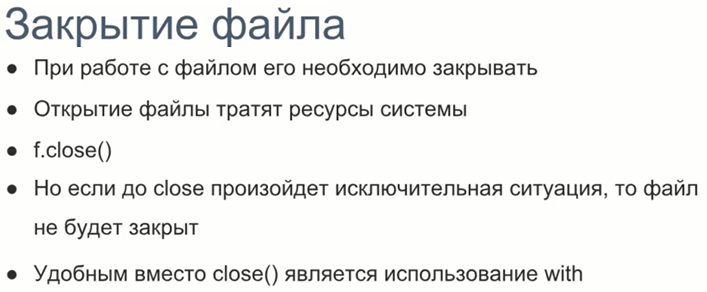 Закрытие файла
● При работе с файлом его необходимо закрывать
● Открытие файлы тратят ресурсы системы
● f.close()
● Но если до close произойдет исключительная ситуация, то файл
не будет закрыт
● Удобным вместо close() является использование with